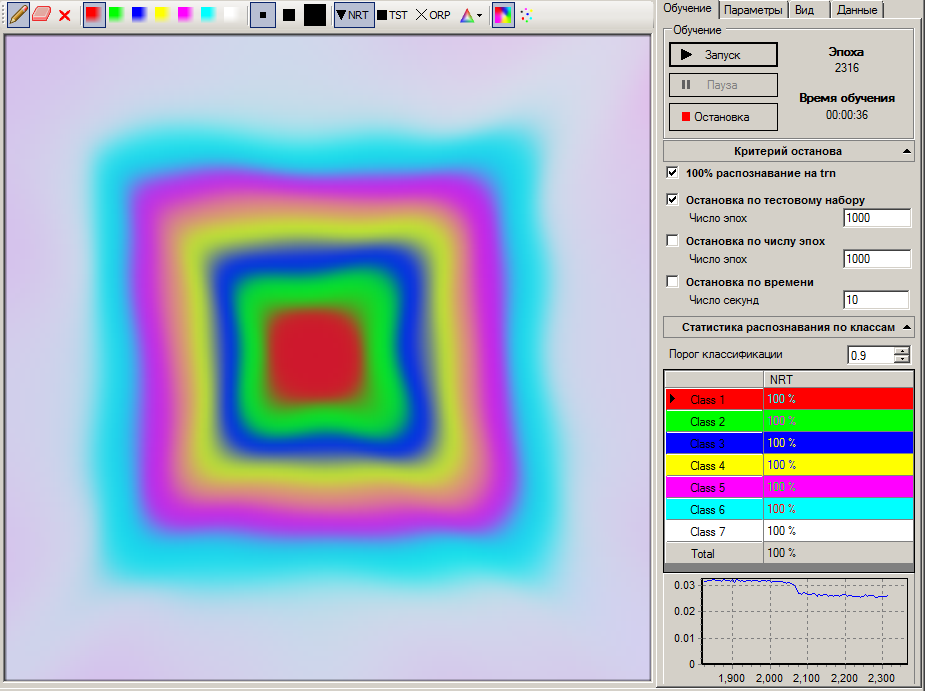 NRT TST ORP
Обучение Параметры Вид Данные
Обучение
Запуск
Пауза
Остановка
Эпоха
2316
Время обучения
00:00:36
Критерий останова
100% распознавание на trn
Остановка по тестовому набору
Число эпох 1000
Остановка по числу эпох
Число эпох 1000
Остановка по времени
Число секунд 10
Статистика распознавания по классам
Порог классификации 0.9
NRT
Class 1 100 %
Class 2 100 %
Class 3 100 %
Class 4 100 %
Class 5 100 %
Class 6 100 %
Class 7 100 %
Total 100 %
0.03
0.02
0.01
0
1,900 2,000 2,100 2,200 2,300